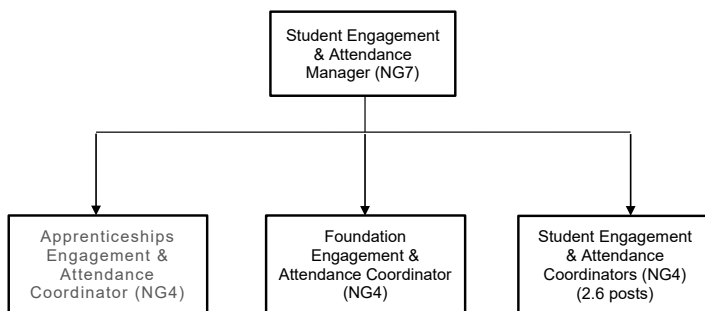 Student Engagement
& Attendance
Manager (NG7)
Apprenticeships
Engagement &
Attendance
Coordinator (NG4)
Foundation
Engagement &
Attendance Coordinator
(NG4)
Student Engagement
& Attendance
Coordinators (NG4)
(2.6 posts)